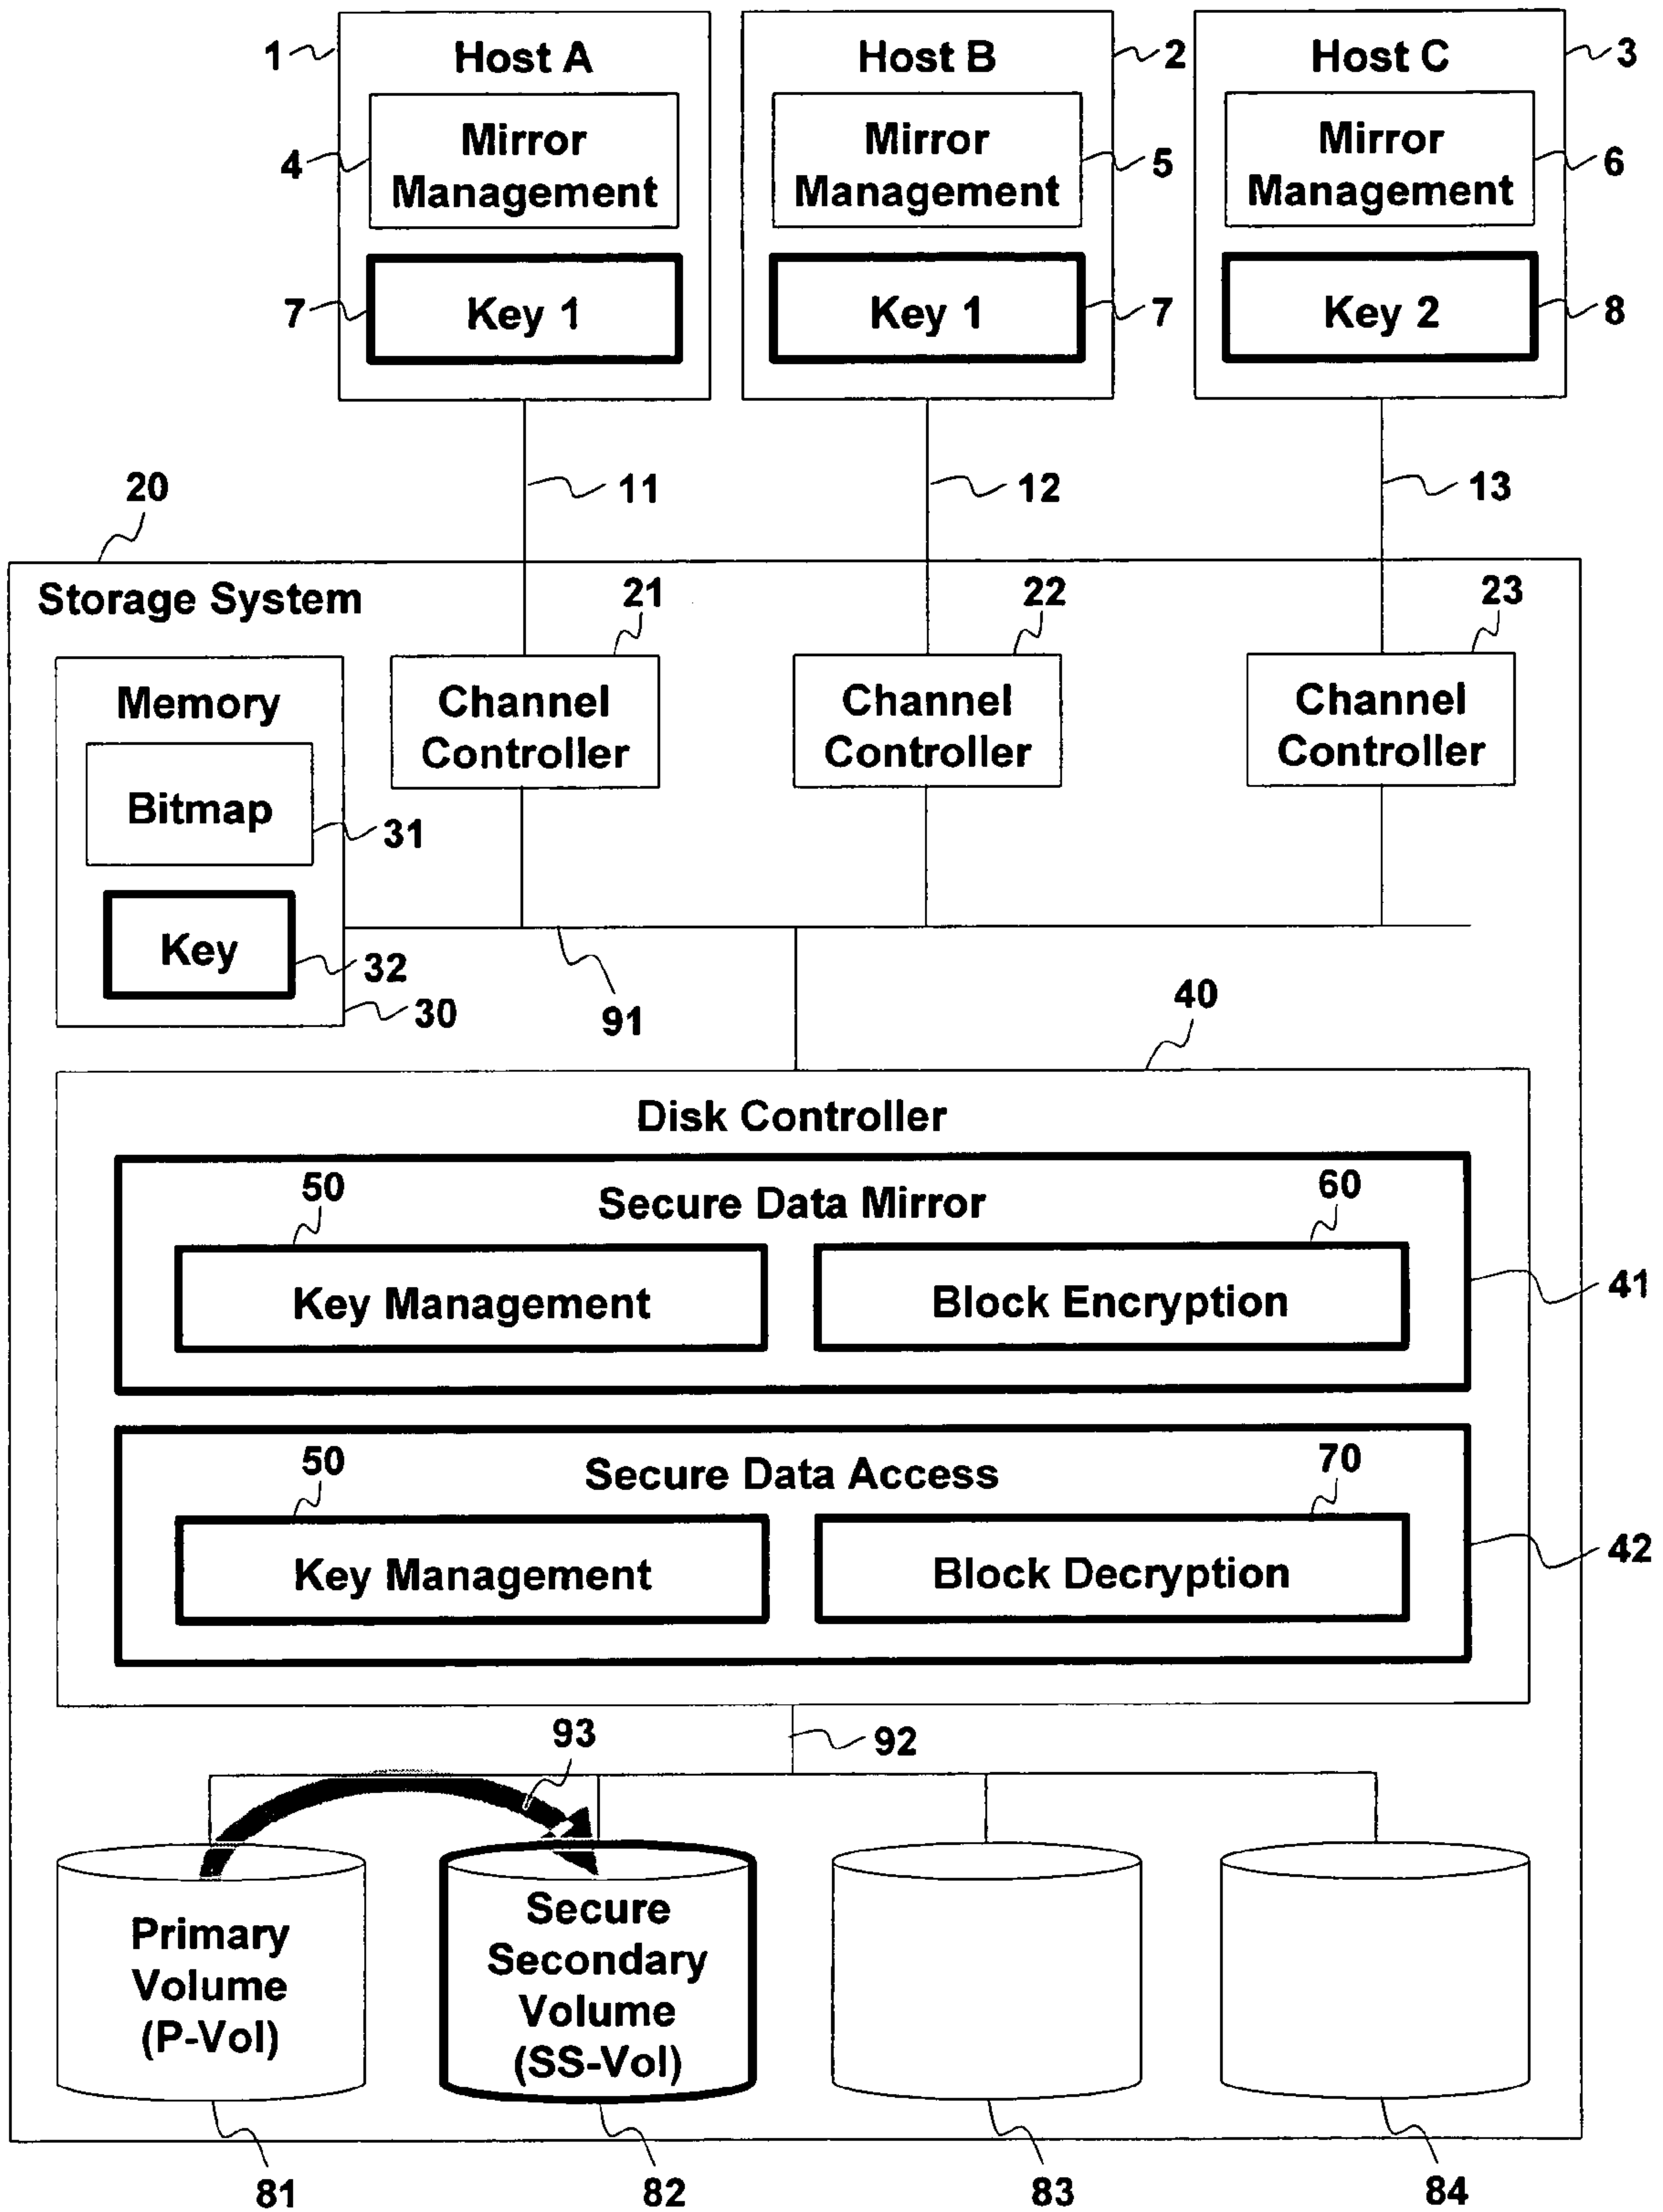 1
Host A
Host B
2
Host C
3
4
Mirror
Management
Mirror
Management
5
Mirror
Management
6
7
Key 1
Key 1
7
Key 2
8
11
12
13
20
Storage System
21
22
23
Memory
Channel
Controller
Channel
Controller
Channel
Controller
Bitmap
31
Key
32
30
91
40
Disk Controller
50
Secure Data Mirror
60
Key Management
Block Encryption
41
50
Secure Data Access
70
Key Management
Block Decryption
42
93
92
Primary
Volume
(P-Vol)
Secure
Secondary
Volume
(SS-Vol)
81
82
83
84